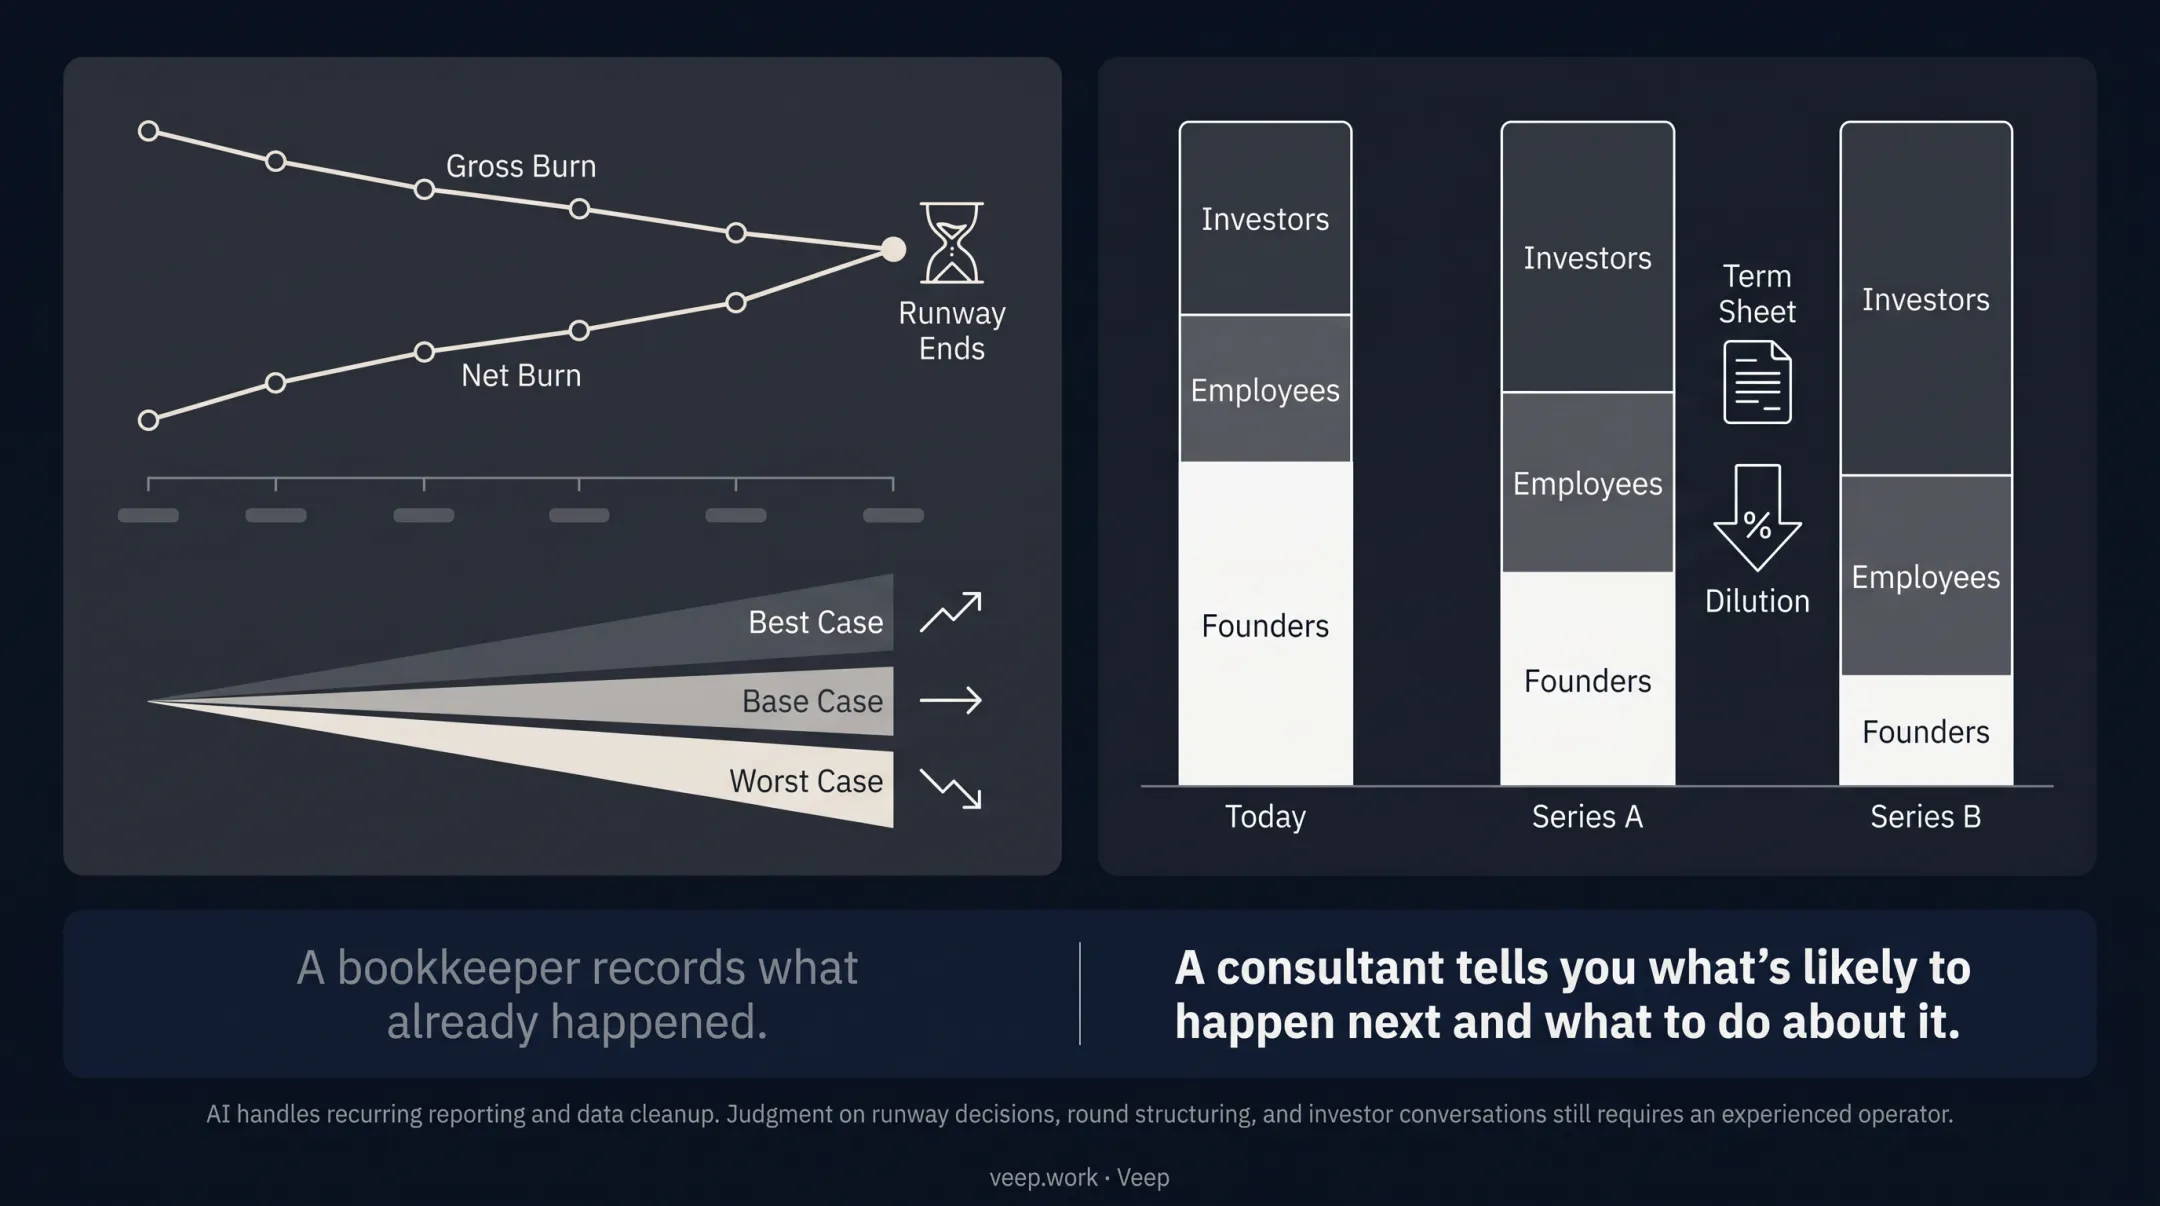 Gross Burn
Net Burn
Runway
Ends
Best Case
Base Case
Worst Case
Investors
Employees
Founders
Today
Investors
Employees
Founders
Series A
Term
Sheet
%
Dilution
Investors
Employees
Founders
Series B
A bookkeeper records what
already happened.
A consultant tells you what’s likely to
happen next and what to do about it.
AI handles recurring reporting and data cleanup. Judgment on runway decisions, round structuring, and investor conversations still requires an experienced operator.
veep.work · Veep